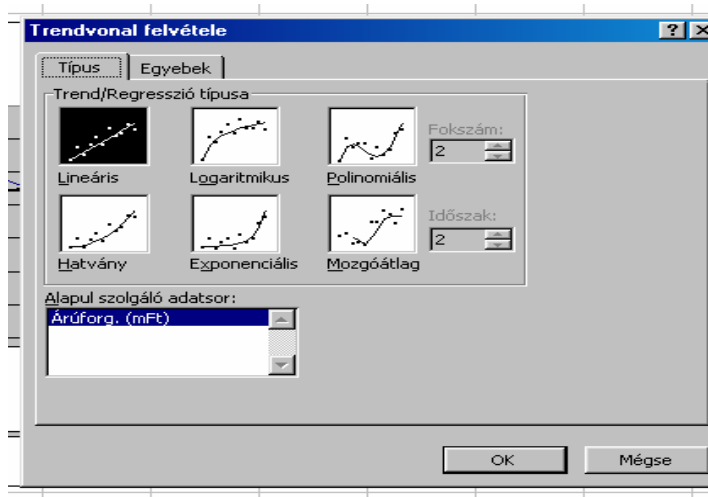 Trendvonal felvétele
Típus Egyebek
Trend/Regresszió típusa
Lineáris Logaritmikus Polinomiális
Fokszám:
2
Hatvány Exponenciális Mozgóátlag
Időszak:
2
Alapul szolgáló adatsor:
Árúforg. (mFt)
OK Mégse